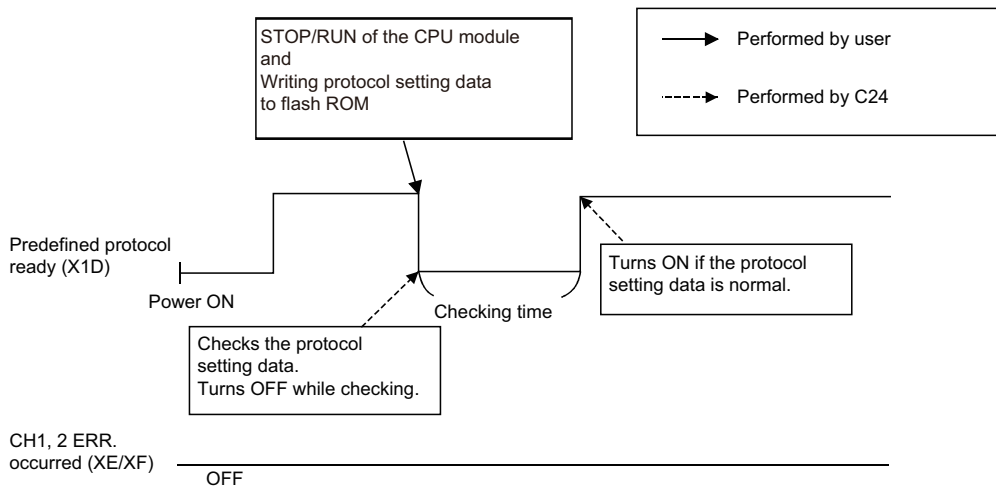 STOP/RUN of the CPU module
and
Writing protocol setting data
to flash ROM
Performed by user
Performed by C24
Predefined protocol
ready (X1D)
Power ON
Checking time
Turns ON if the protocol
setting data is normal.
Checks the protocol
setting data.
Turns OFF while checking.
CH1, 2 ERR.
occurred (XE/XF)
OFF